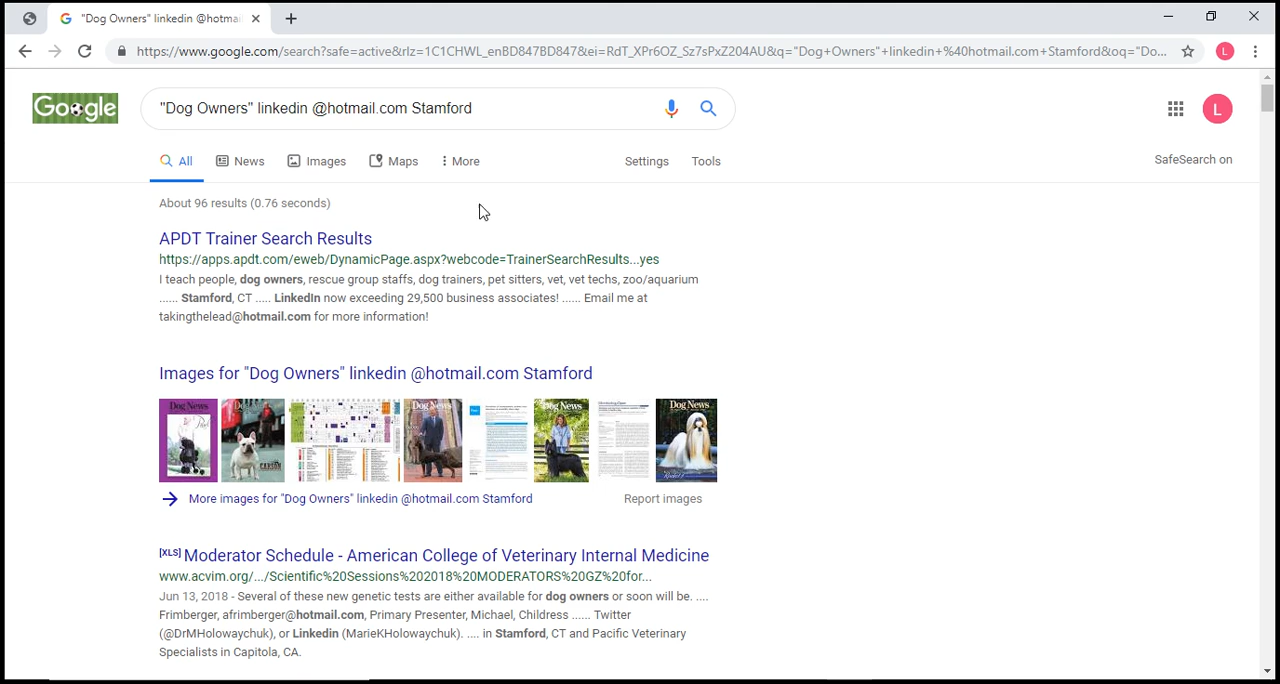 "Dog Owners" linkedin @hotma
https://www.google.com/search?safe=active&rlz=1C1CHWL_enBD847BD847&ei=RdT_XPr6OZ_Sz7sPxZ204AU&q="Dog+Owners"+linkedin+%40hotmail.com+Stamford&oq="Do...
L
Google
"Dog Owners" linkedin @hotmail.com Stamford
L
All News Images Maps More Settings Tools
SafeSearch on
About 96 results (0.76 seconds)
APDT Trainer Search Results
https://apps.apdt.com/eweb/DynamicPage.aspx?webcode=TrainerSearchResults...yes
I teach people, dog owners, rescue group staffs, dog trainers, pet sitters, vet, vet techs, zoo/aquarium
...... Stamford, CT ..... LinkedIn now exceeding 29,500 business associates! ...... Email me at
takingthelead@hotmail.com for more information!
Images for "Dog Owners" linkedin @hotmail.com Stamford
Dog News Dog News Dog News Dog News
More images for "Dog Owners" linkedin @hotmail.com Stamford Report images
[XLS] Moderator Schedule - American College of Veterinary Internal Medicine
www.acvim.org/.../Scientific%20Sessions%202018%20MODERATORS%20GZ%20for...
Jun 13, 2018 - Several of these new genetic tests are either available for dog owners or soon will be. ....
Frimberger, afrimberger@hotmail.com, Primary Presenter, Michael, Childress ...... Twitter
(@DrMHolowaychuk), or Linkedin (MarieKHolowaychuk). .... in Stamford, CT and Pacific Veterinary
Specialists in Capitola, CA.